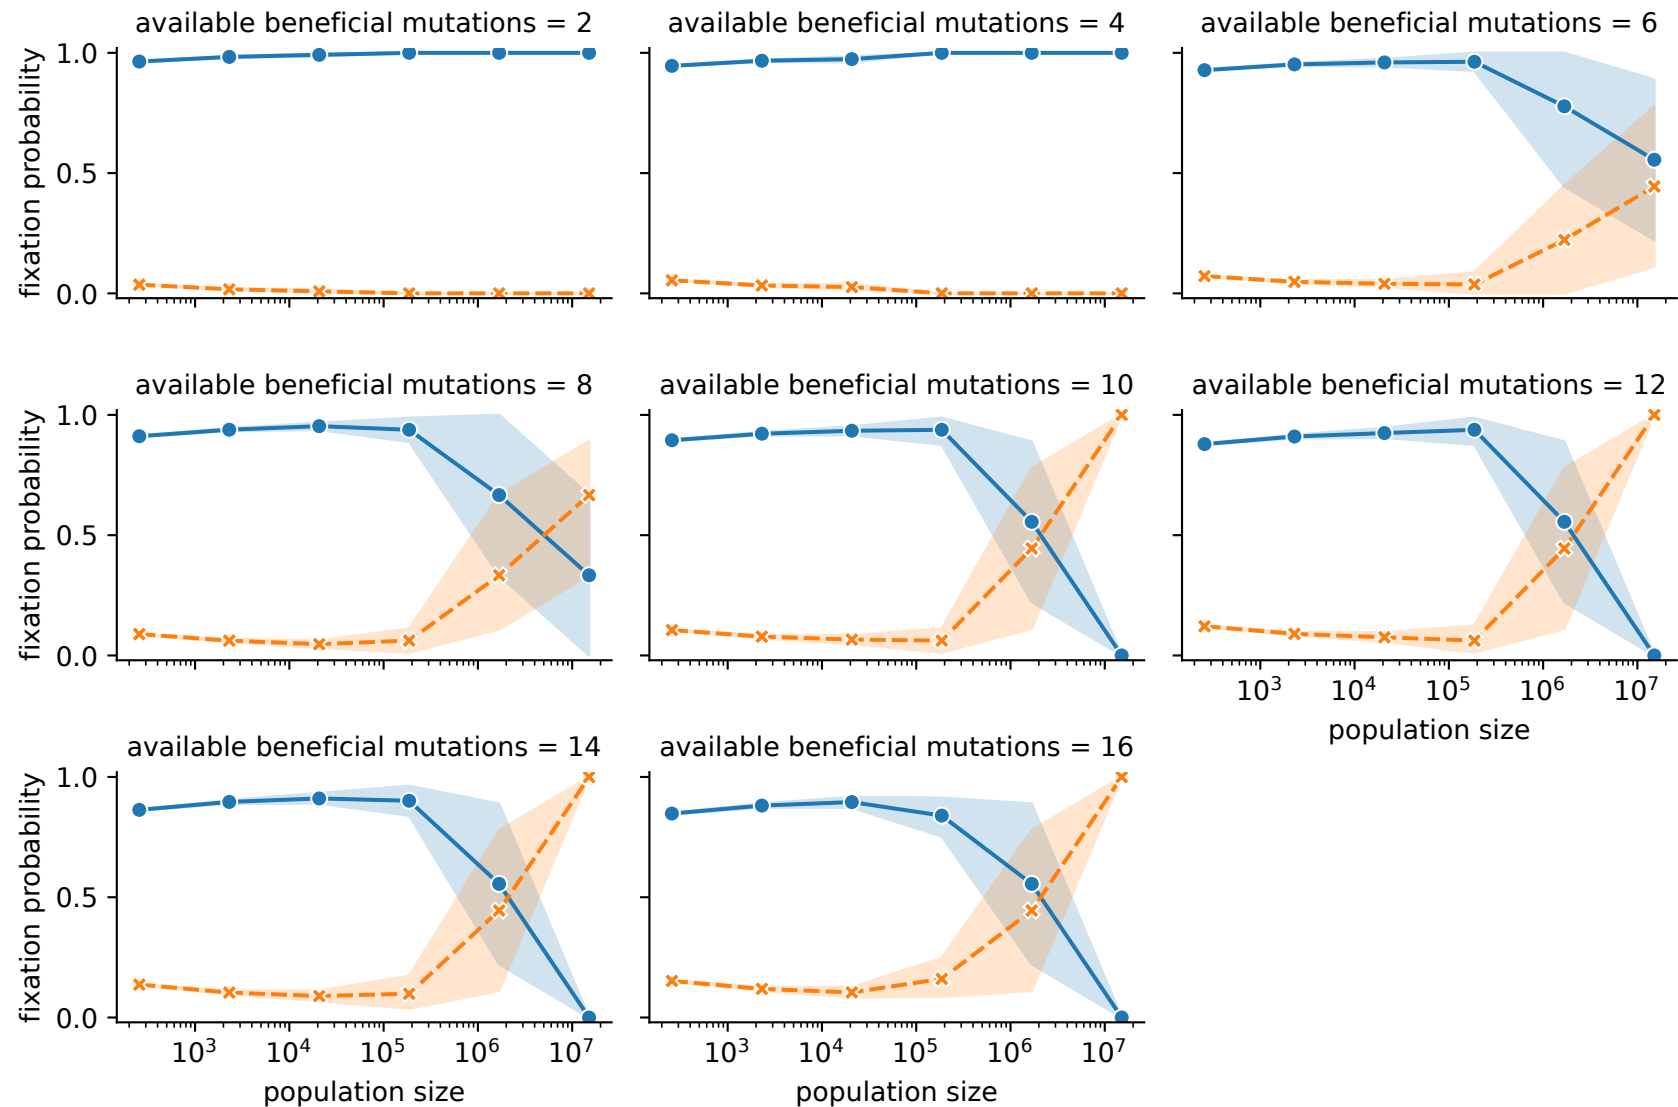 available beneficial mutations = 2
available beneficial mutations = 4
available beneficial mutations = 6
fixation probability
1.0
0.5
0.0
available beneficial mutations = 8
available beneficial mutations = 10
available beneficial mutations = 12
fixation probability
1.0
0.5
0.0
10³ 10⁴ 10⁵ 10⁶ 10⁷
population size
available beneficial mutations = 14
available beneficial mutations = 16
fixation probability
1.0
0.5
0.0
10³ 10⁴ 10⁵ 10⁶ 10⁷
population size
10³ 10⁴ 10⁵ 10⁶ 10⁷
population size